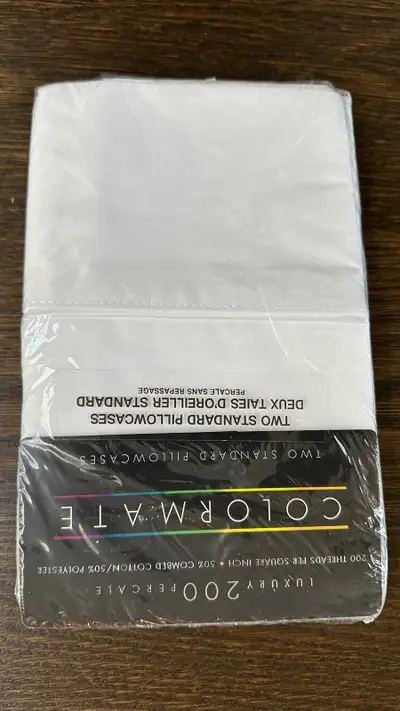 LUXURY 200 PERCALE
200 THREADS PER SQUARE INCH • 50% COMBED COTTON/50% POLYESTER
COLORMATE
TWO STANDARD PILLOWCASES
TWO STANDARD PILLOWCASES
DEUX TAIES D'OREILLER STANDARD
PERCALE SANS REPASSAGE